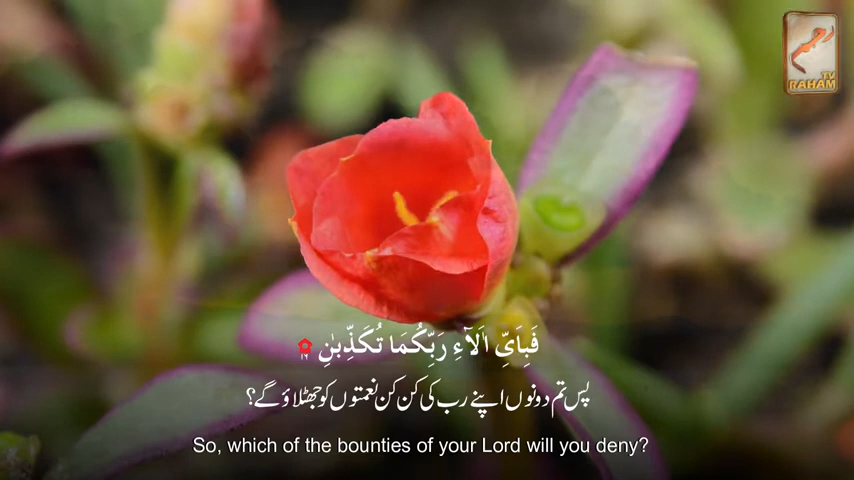 RAHAM
TV
فَبِاَیِّ اٰلَآءِ رَبِّكُمَا تُكَذِّبٰنِ
پس تم دونوں اپنے رب کی کن کن نعمتوں کو جھٹلاؤ گے؟
So, which of the bounties of your Lord will you deny?